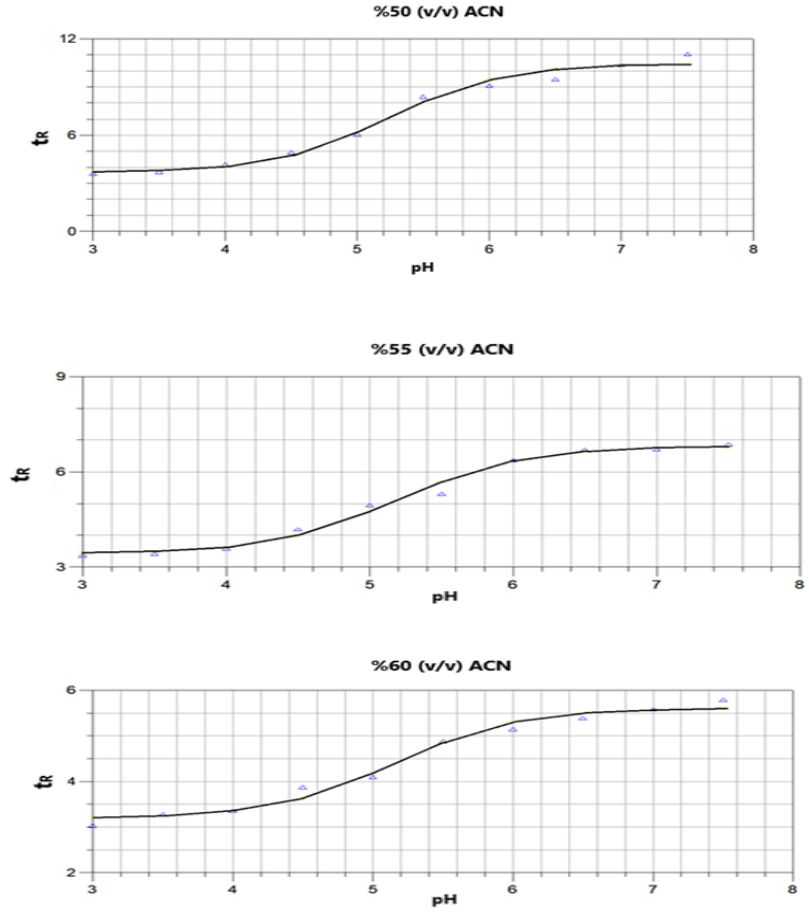 %50 (v/v) ACN
12
6
0
tR
3 4 5 6 7 8
pH
%55 (v/v) ACN
9
6
3
tR
3 4 5 6 7 8
pH
%60 (v/v) ACN
6
4
2
tR
3 4 5 6 7 8
pH